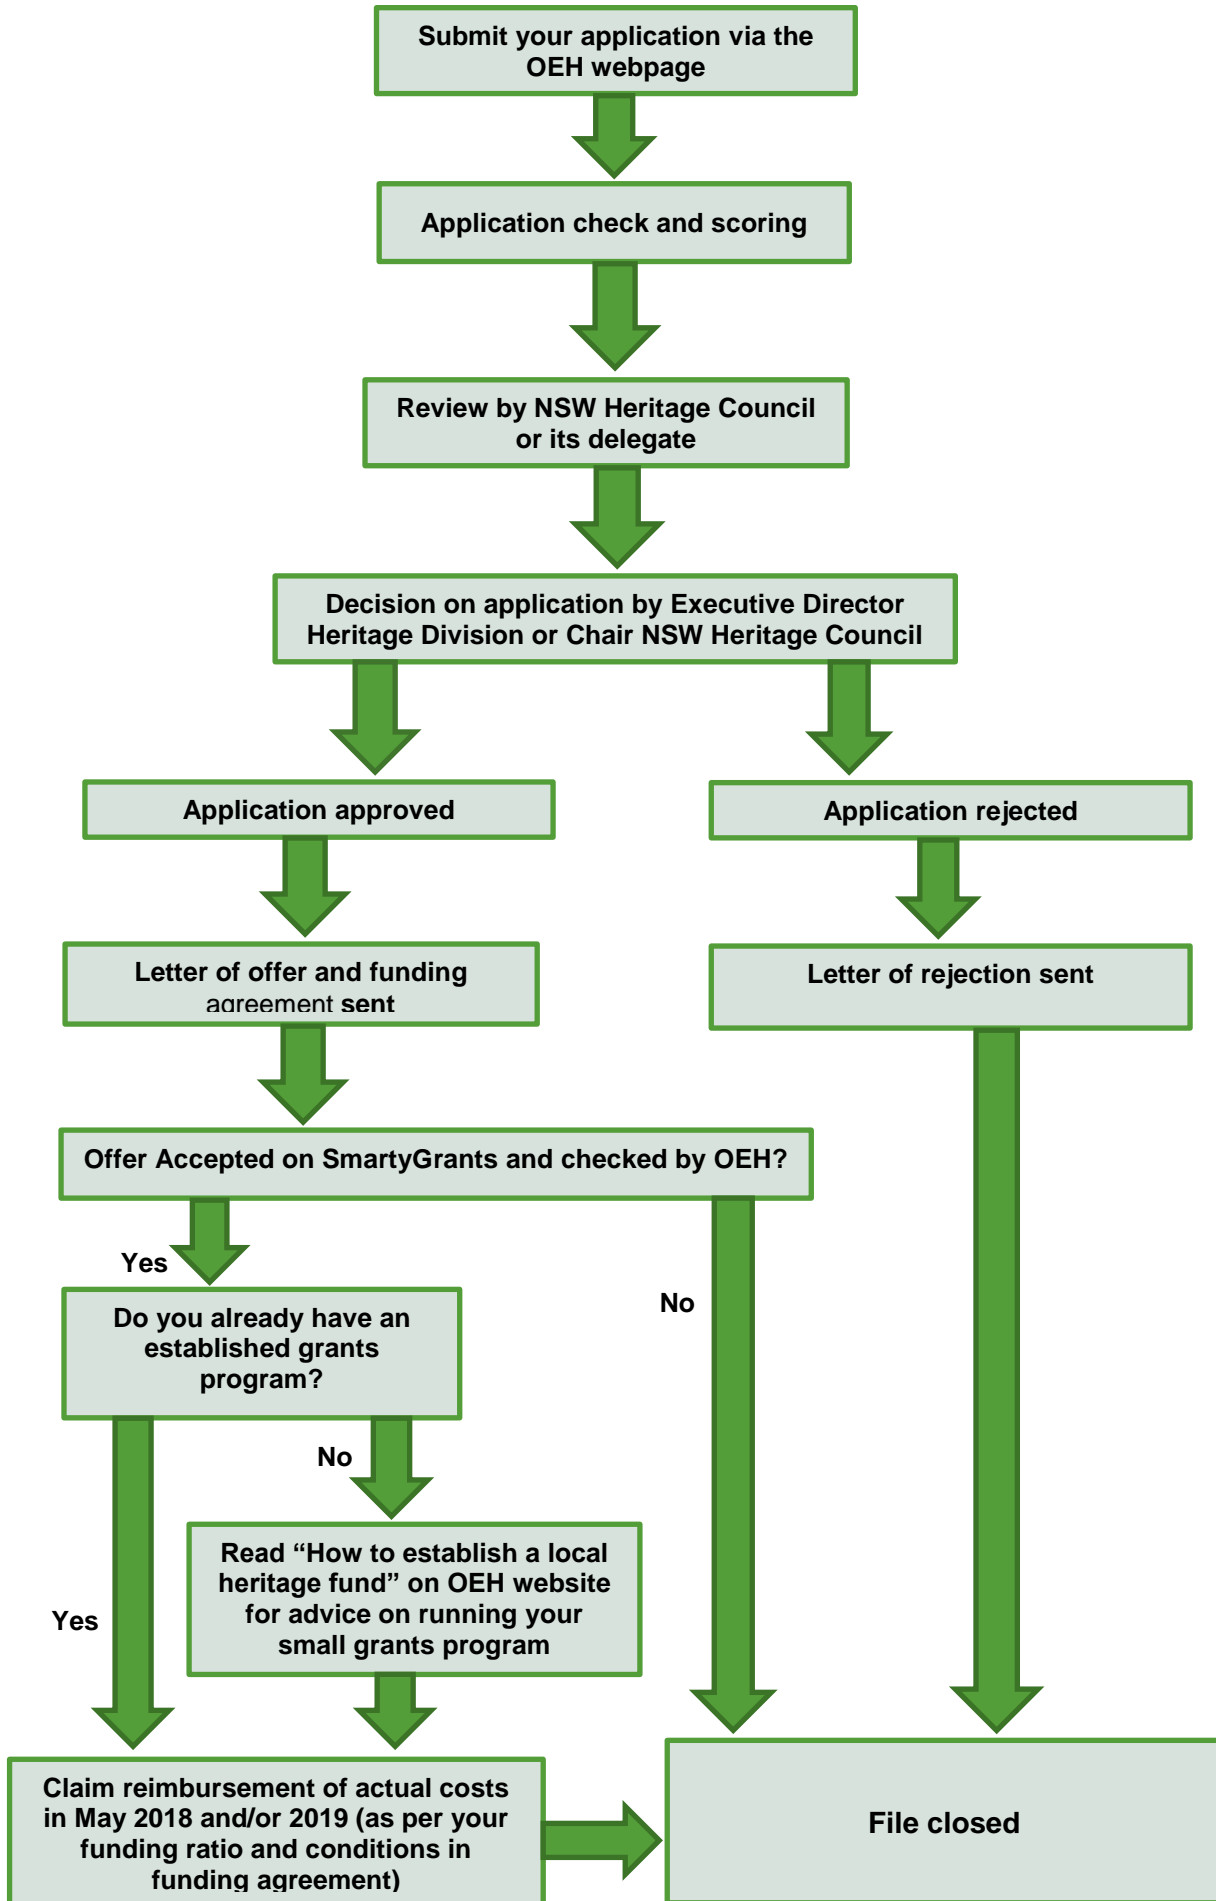 Submit your application via the
OEH webpage
Application check and scoring
Review by NSW Heritage Council
or its delegate
Decision on application by Executive Director
Heritage Division or Chair NSW Heritage Council
Application approved
Application rejected
Letter of offer and funding
agreement sent
Letter of rejection sent
Offer Accepted on SmartyGrants and checked by OEH?
Yes
No
Do you already have an
established grants
program?
No
Yes
Read “How to establish a local
heritage fund” on OEH website
for advice on running your
small grants program
Claim reimbursement of actual costs
in May 2018 and/or 2019 (as per your
funding ratio and conditions in
funding agreement)
File closed